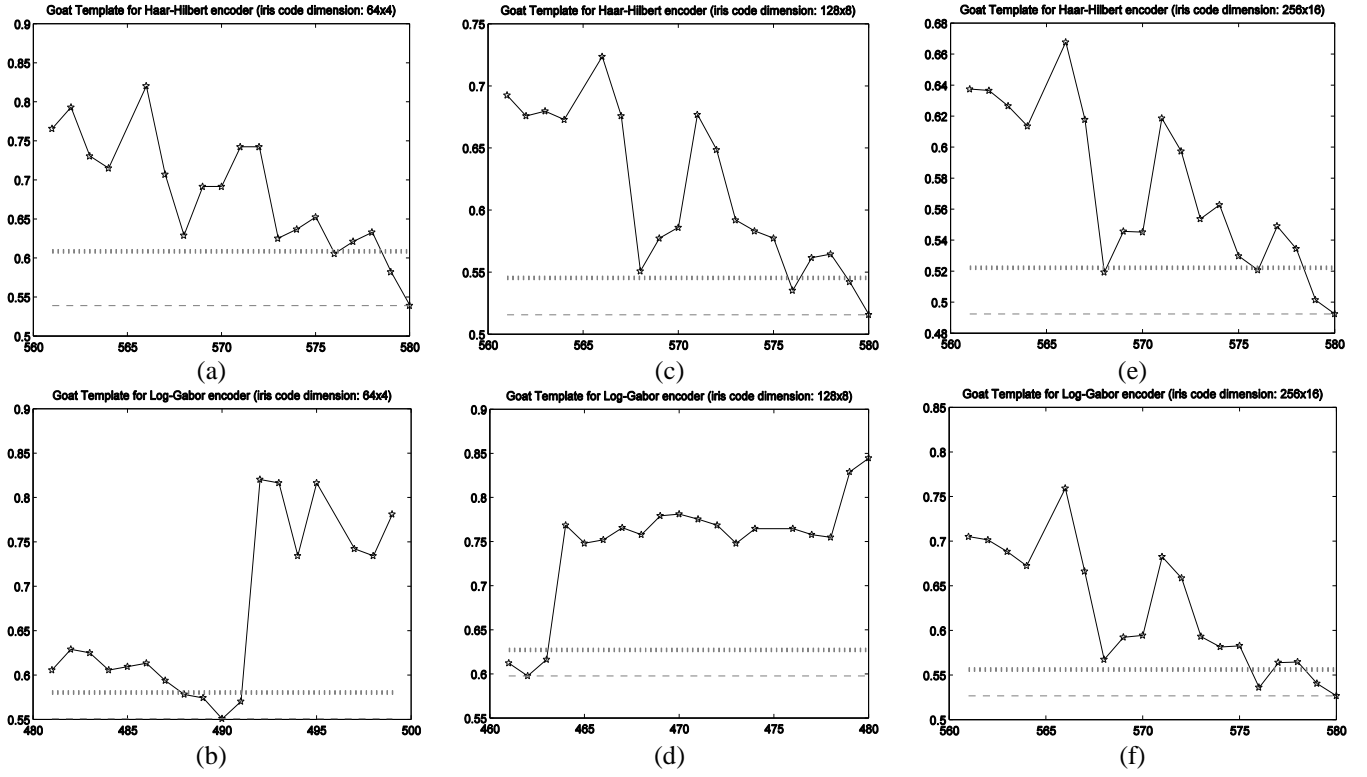 Goat Template for Haar-Hilbert encoder (iris code dimension: 64x4)
0.9
0.85
0.8
0.75
0.7
0.65
0.6
0.55
0.5
560 565 570 575 580
(a)
Goat Template for Haar-Hilbert encoder (iris code dimension: 128x8)
0.7
0.65
0.6
0.55
0.5
560 565 570 575 580
(c)
Goat Template for Haar-Hilbert encoder (iris code dimension: 256x16)
0.68
0.66
0.64
0.62
0.6
0.58
0.56
0.54
0.52
0.5
0.48
560 565 570 575 580
(e)
Goat Template for Log-Gabor encoder (iris code dimension: 64x4)
0.9
0.85
0.8
0.75
0.7
0.65
0.6
0.55
480 485 490 495 500
(b)
Goat Template for Log-Gabor encoder (iris code dimension: 128x8)
0.9
0.85
0.8
0.75
0.7
0.65
0.6
0.55
460 465 470 475 480
(d)
Goat Template for Log-Gabor encoder (iris code dimension: 256x16)
0.85
0.8
0.75
0.7
0.65
0.6
0.55
0.5
560 565 570 575 580
(f)